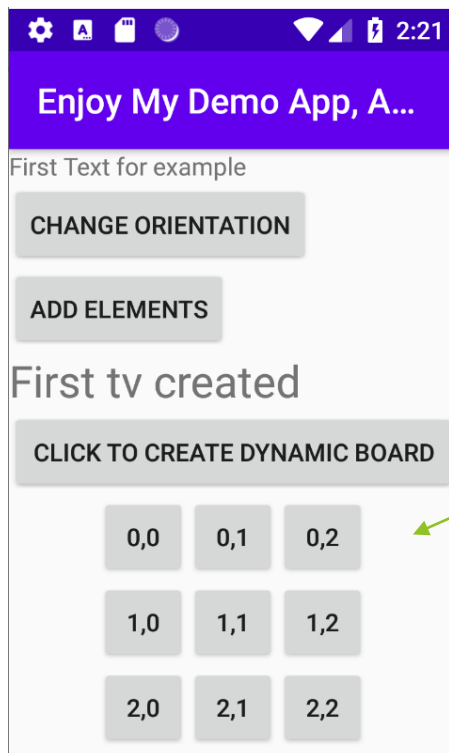 2:21
Enjoy My Demo App, A...
First Text for example
CHANGE ORIENTATION
ADD ELEMENTS
First tv created
CLICK TO CREATE DYNAMIC BOARD
0,0 0,1 0,2
1,0 1,1 1,2
2,0 2,1 2,2